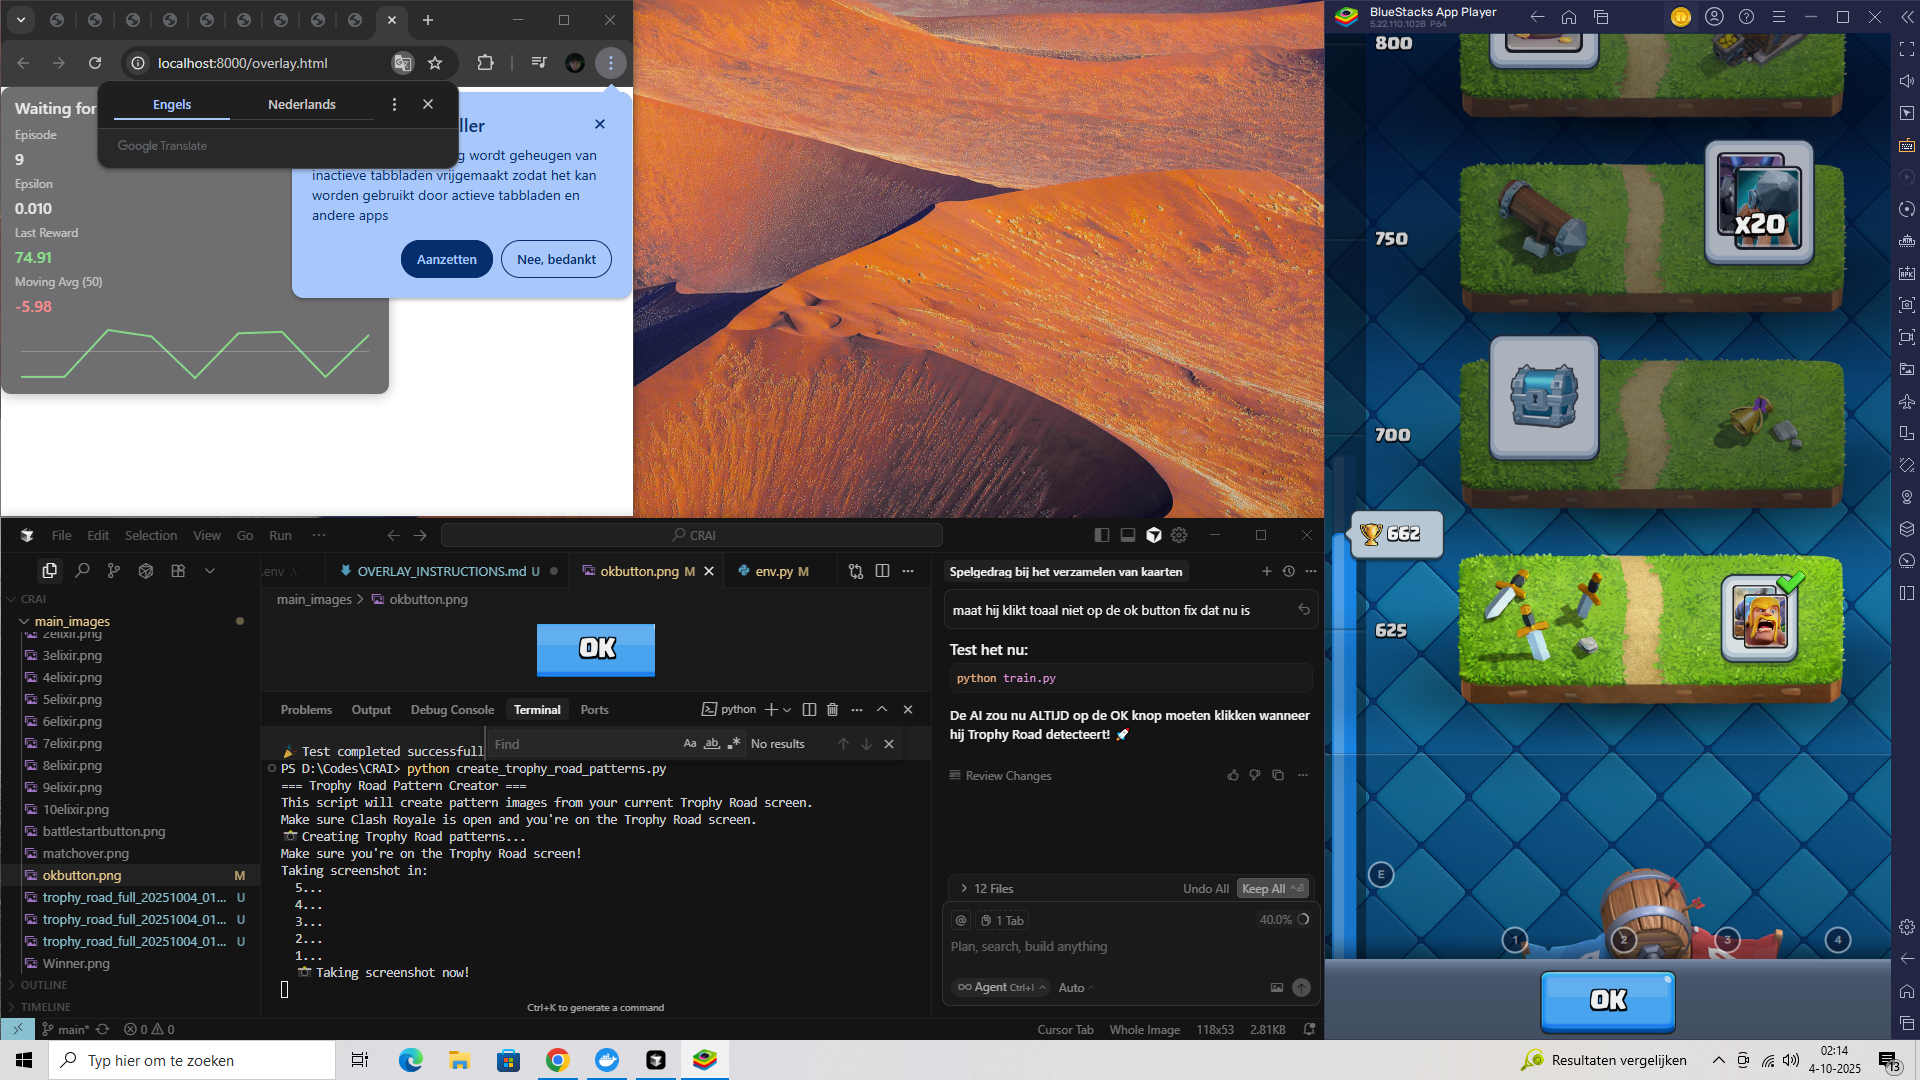 localhost:8000/overlay.html
Waiting for
Episode
9
Epsilon
0.010
Last Reward
74.91
Moving Avg (50)
-5.98
Engels
Nederlands
Google Translate
ller
g wordt geheugen van
inactieve tabbladen vrijgemaakt zodat het kan
worden gebruikt door actieve tabbladen en
andere apps
Aanzetten
Nee, bedankt
File Edit Selection View Go Run ···
CRAI
CRAI
main_images
2elixir.png
3elixir.png
4elixir.png
5elixir.png
6elixir.png
7elixir.png
8elixir.png
9elixir.png
10elixir.png
battlestartbutton.png
matchover.png
okbutton.png M
trophy_road_full_20251004_01... U
trophy_road_full_20251004_01... U
trophy_road_full_20251004_01... U
Winner.png
OUTLINE
TIMELINE
.env .\
OVERLAY_INSTRUCTIONS.md U
okbutton.png M
env.py M
main_images > okbutton.png
OK
Problems Output Debug Console Terminal Ports
python
Find
Aa ab No results
Test completed successfull
PS D:\Codes\CRAI> python create_trophy_road_patterns.py
=== Trophy Road Pattern Creator ===
This script will create pattern images from your current Trophy Road screen.
Make sure Clash Royale is open and you're on the Trophy Road screen.
Creating Trophy Road patterns...
Make sure you're on the Trophy Road screen!
Taking screenshot in:
5...
4...
3...
2...
1...
Taking screenshot now!
Ctrl+K to generate a command
Spelgedrag bij het verzamelen van kaarten
maat hij klikt toaal niet op de ok button fix dat nu is
Test het nu:
python train.py
De AI zou nu ALTIJD op de OK knop moeten klikken wanneer
hij Trophy Road detecteert!
Review Changes
12 Files
Undo All
Keep All
@
1 Tab
40.0%
Plan, search, build anything
Agent Ctrl+I
Auto
main*
0 0
Cursor Tab
Whole Image
118x53
2.81KB
BlueStacks App Player
5.22.110.1028 P64
800
750
x20
700
662
625
E
1
2
3
4
OK
APK
Typ hier om te zoeken
Resultaten vergelijken
02:14
4-10-2025
13